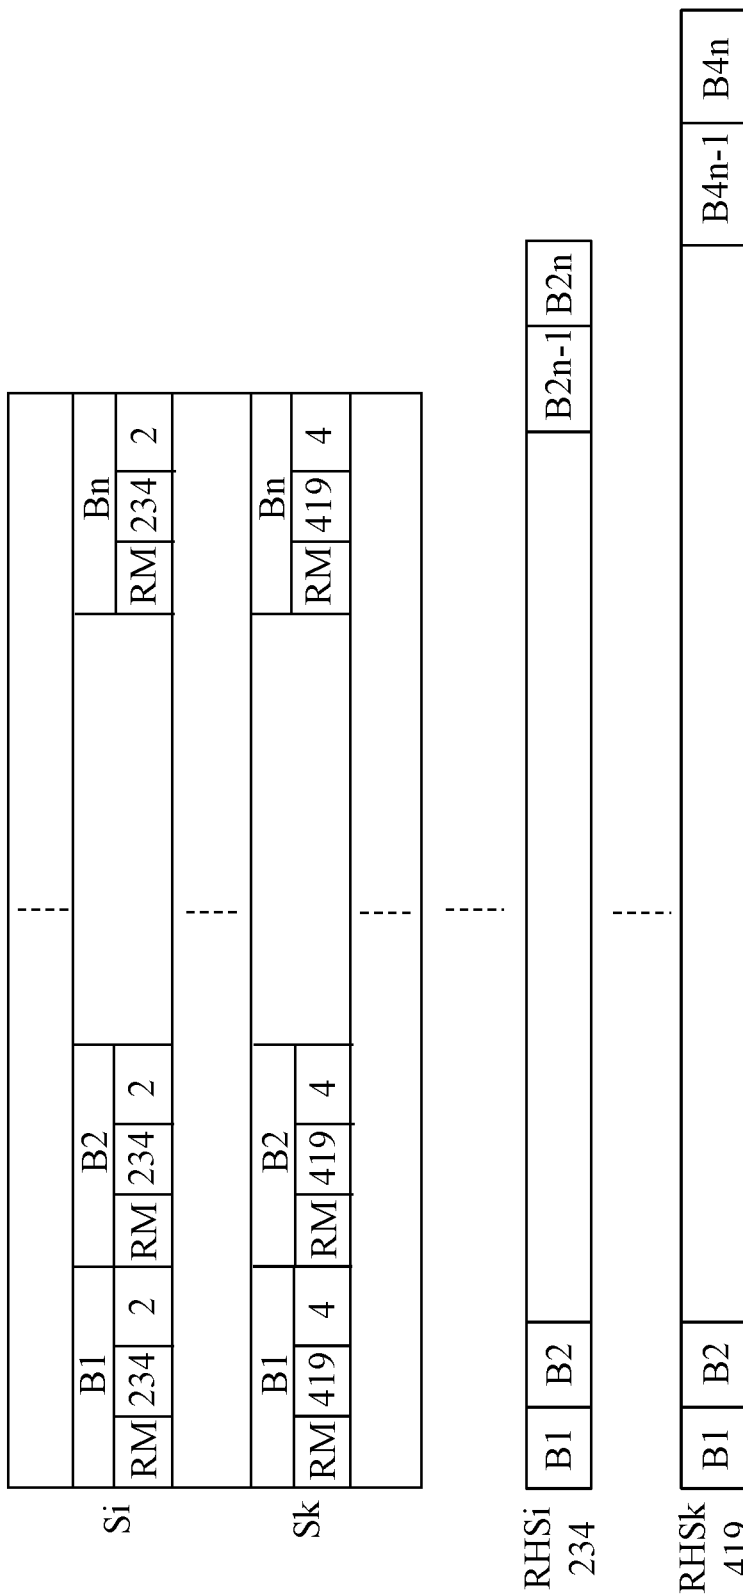 B1 B2 Bn
Si RM 234 2 RM 234 2 RM 234 2
B1 B2 Bn
Sk RM 419 4 RM 419 4 RM 419 4
RHSi B1 B2 B2n-1 B2n
234
RHSk B1 B2 B4n-1 B4n
419